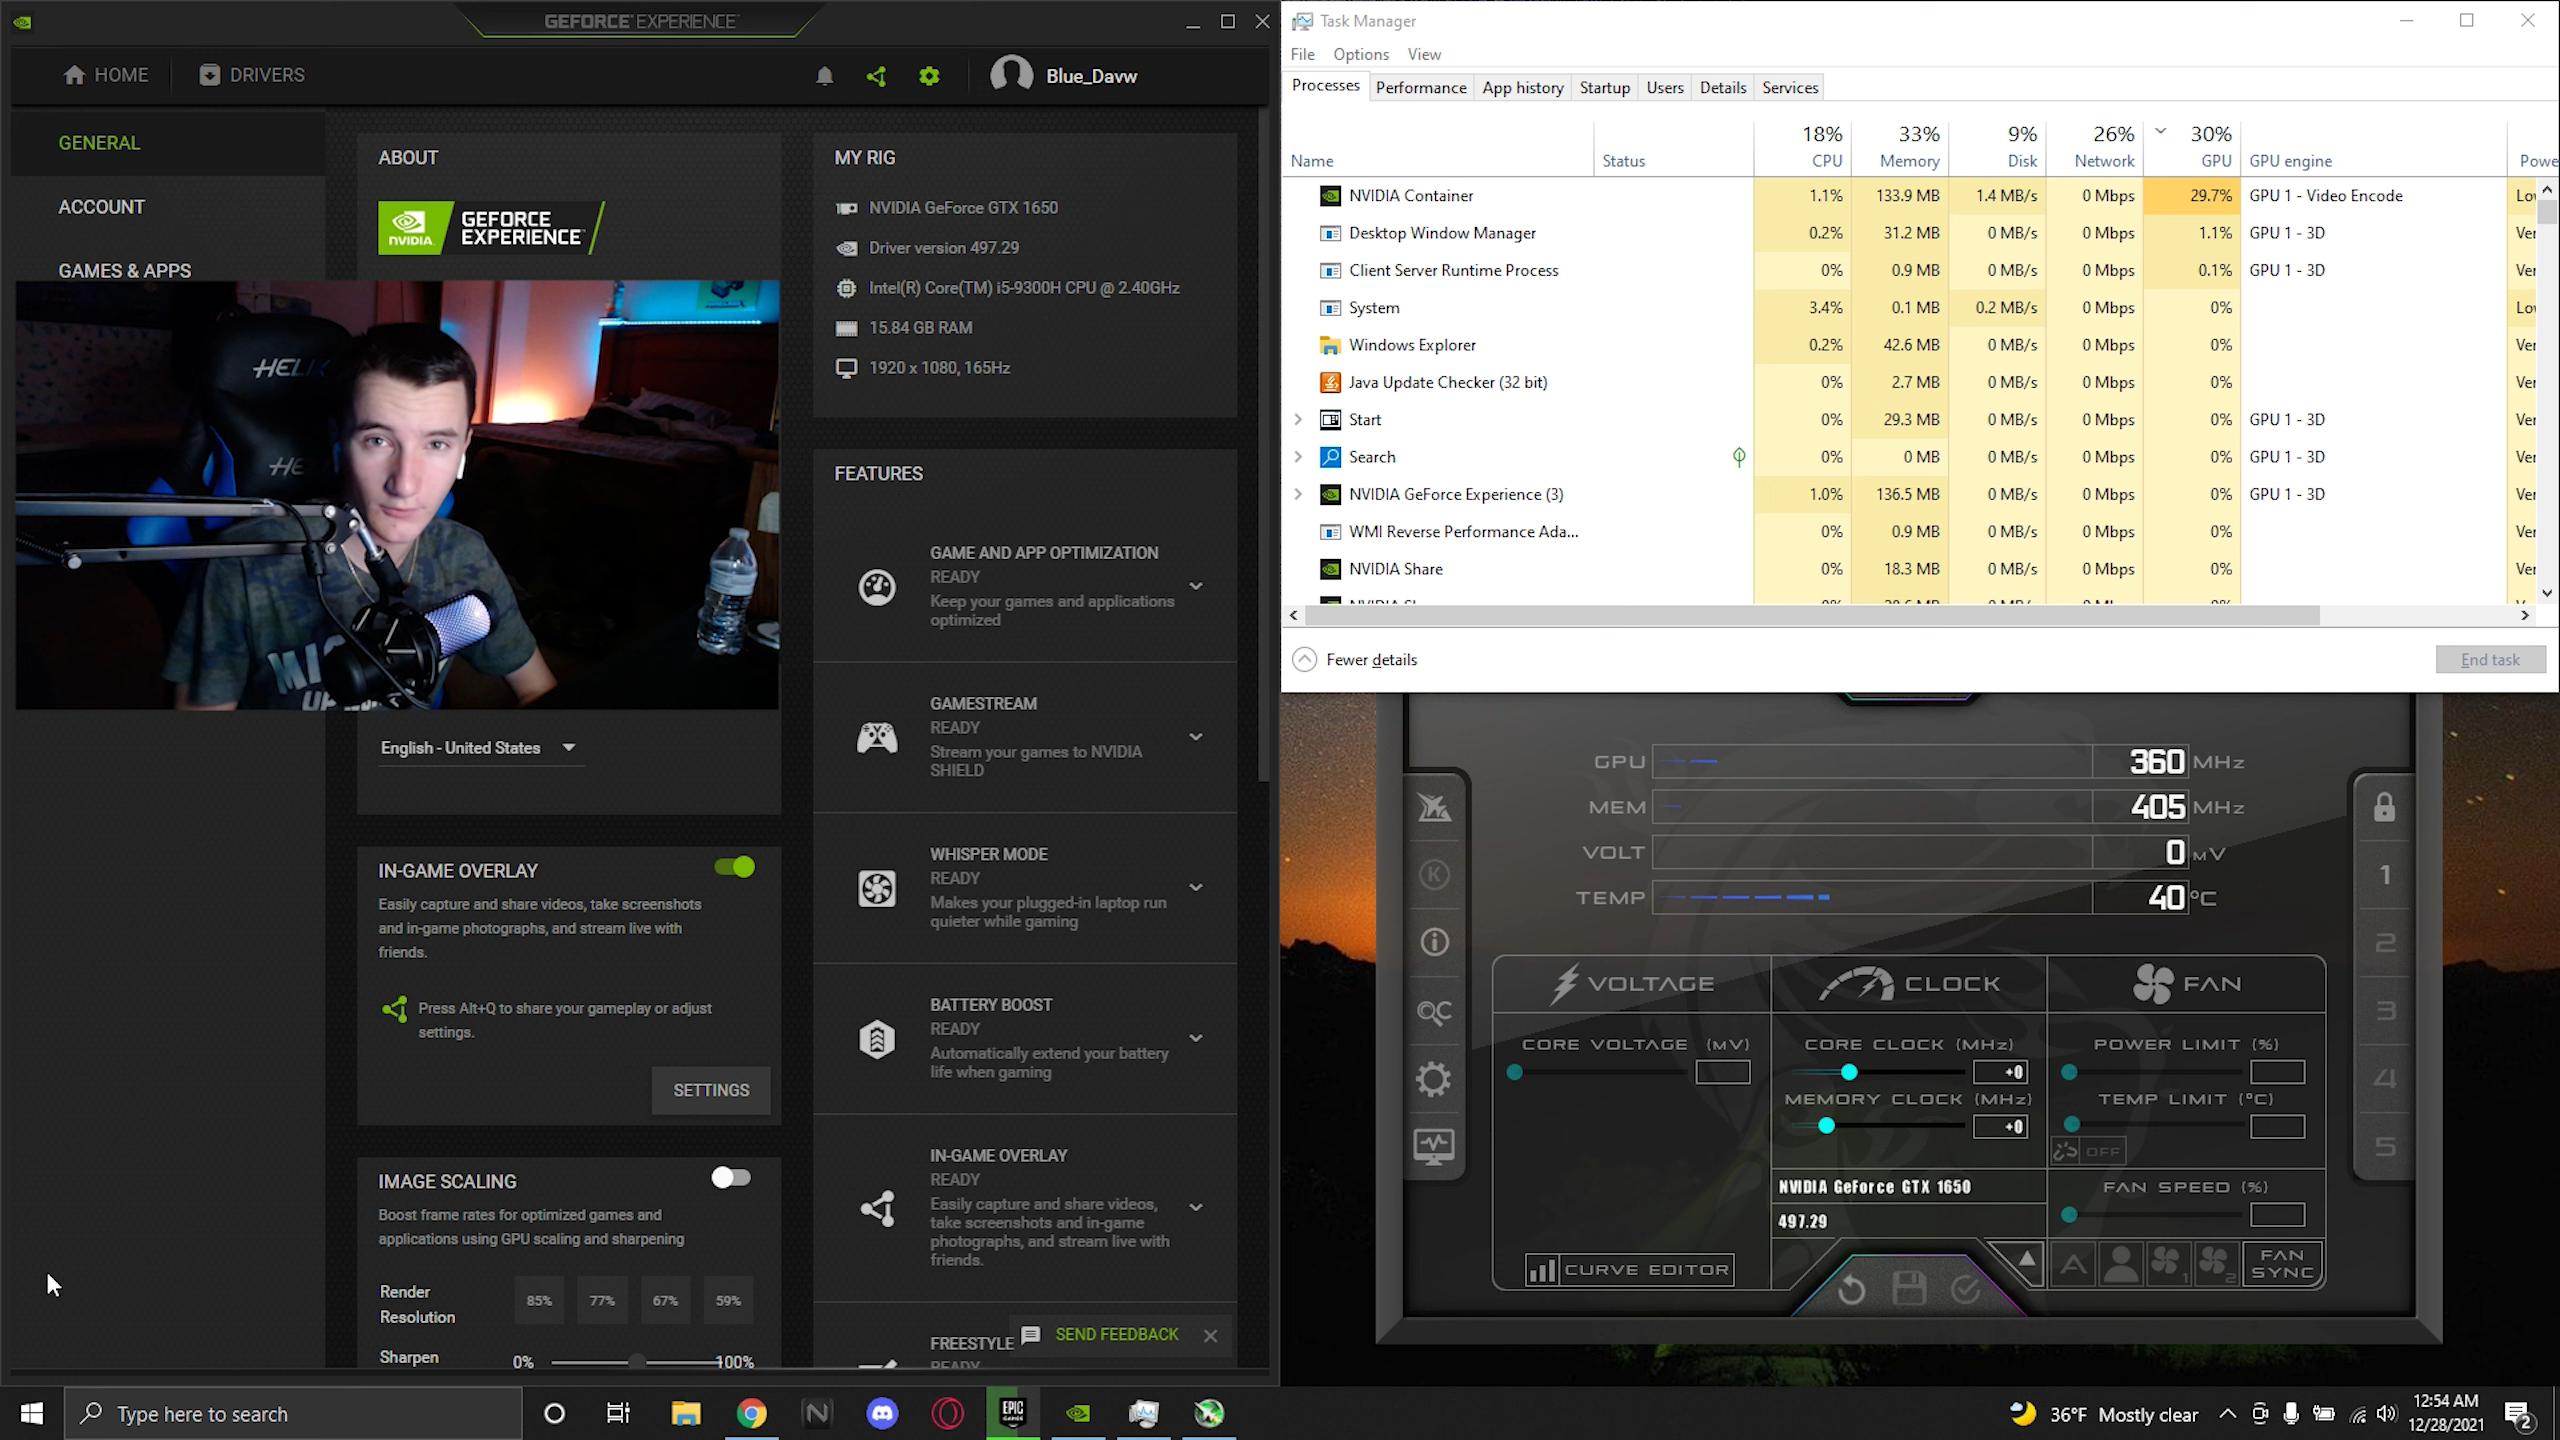 GEFORCE EXPERIENCE
HOME
DRIVERS
Blue_Davw
GENERAL
ACCOUNT
GAMES & APPS
ABOUT
NVIDIA.
GEFORCE
EXPERIENCE
HELI
HE
English - United States
IN-GAME OVERLAY
Easily capture and share videos, take screenshots
and in-game photographs, and stream live with
friends.
Press Alt+Q to share your gameplay or adjust
settings.
SETTINGS
IMAGE SCALING
Boost frame rates for optimized games and
applications using GPU scaling and sharpening
Render
Resolution
85% 77% 67% 59%
Sharpen
0% 100%
MY RIG
NVIDIA GeForce GTX 1650
Driver version 497.29
Intel(R) Core(TM) i5-9300H CPU @ 2.40GHz
15.84 GB RAM
1920 x 1080, 165Hz
FEATURES
GAME AND APP OPTIMIZATION
READY
Keep your games and applications
optimized
GAMESTREAM
READY
Stream your games to NVIDIA
SHIELD
WHISPER MODE
READY
Makes your plugged-in laptop run
quieter while gaming
BATTERY BOOST
READY
Automatically extend your battery
life when gaming
IN-GAME OVERLAY
READY
Easily capture and share videos,
take screenshots and in-game
photographs, and stream live with
friends.
FREESTYLE
READY
SEND FEEDBACK
Task Manager
File Options View
Processes Performance App history Startup Users Details Services
18% 33% 9% 26% 30%
Name Status CPU Memory Disk Network GPU GPU engine Powe
NVIDIA Container 1.1% 133.9 MB 1.4 MB/s 0 Mbps 29.7% GPU 1 - Video Encode Lo
Desktop Window Manager 0.2% 31.2 MB 0 MB/s 0 Mbps 1.1% GPU 1 - 3D Ver
Client Server Runtime Process 0% 0.9 MB 0 MB/s 0 Mbps 0.1% GPU 1 - 3D Ver
System 3.4% 0.1 MB 0.2 MB/s 0 Mbps 0% Lo
Windows Explorer 0.2% 42.6 MB 0 MB/s 0 Mbps 0% Ver
Java Update Checker (32 bit) 0% 2.7 MB 0 MB/s 0 Mbps 0% Ver
Start 0% 29.3 MB 0 MB/s 0 Mbps 0% GPU 1 - 3D Ver
Search 0% 0 MB 0 MB/s 0 Mbps 0% GPU 1 - 3D Ver
NVIDIA GeForce Experience (3) 1.0% 136.5 MB 0 MB/s 0 Mbps 0% GPU 1 - 3D Ver
WMI Reverse Performance Ada... 0% 0.9 MB 0 MB/s 0 Mbps 0% Ver
NVIDIA Share 0% 18.3 MB 0 MB/s 0 Mbps 0% Ver
Fewer details
End task
GPU 360 MHz
MEM 405 MHz
VOLT 0 mV
TEMP 40 °C
K
OC
1
2
3
4
5
VOLTAGE CLOCK FAN
CORE VOLTAGE (MV) CORE CLOCK (MHz) POWER LIMIT (%)
+0
MEMORY CLOCK (MHz) TEMP LIMIT (°C)
+0
OFF
NVIDIA GeForce GTX 1650
FAN SPEED (%)
497.29
CURVE EDITOR
A 1 2
FAN
SYNC
Type here to search
EPIC
GAMES
36°F Mostly clear
12:54 AM
12/28/2021
2